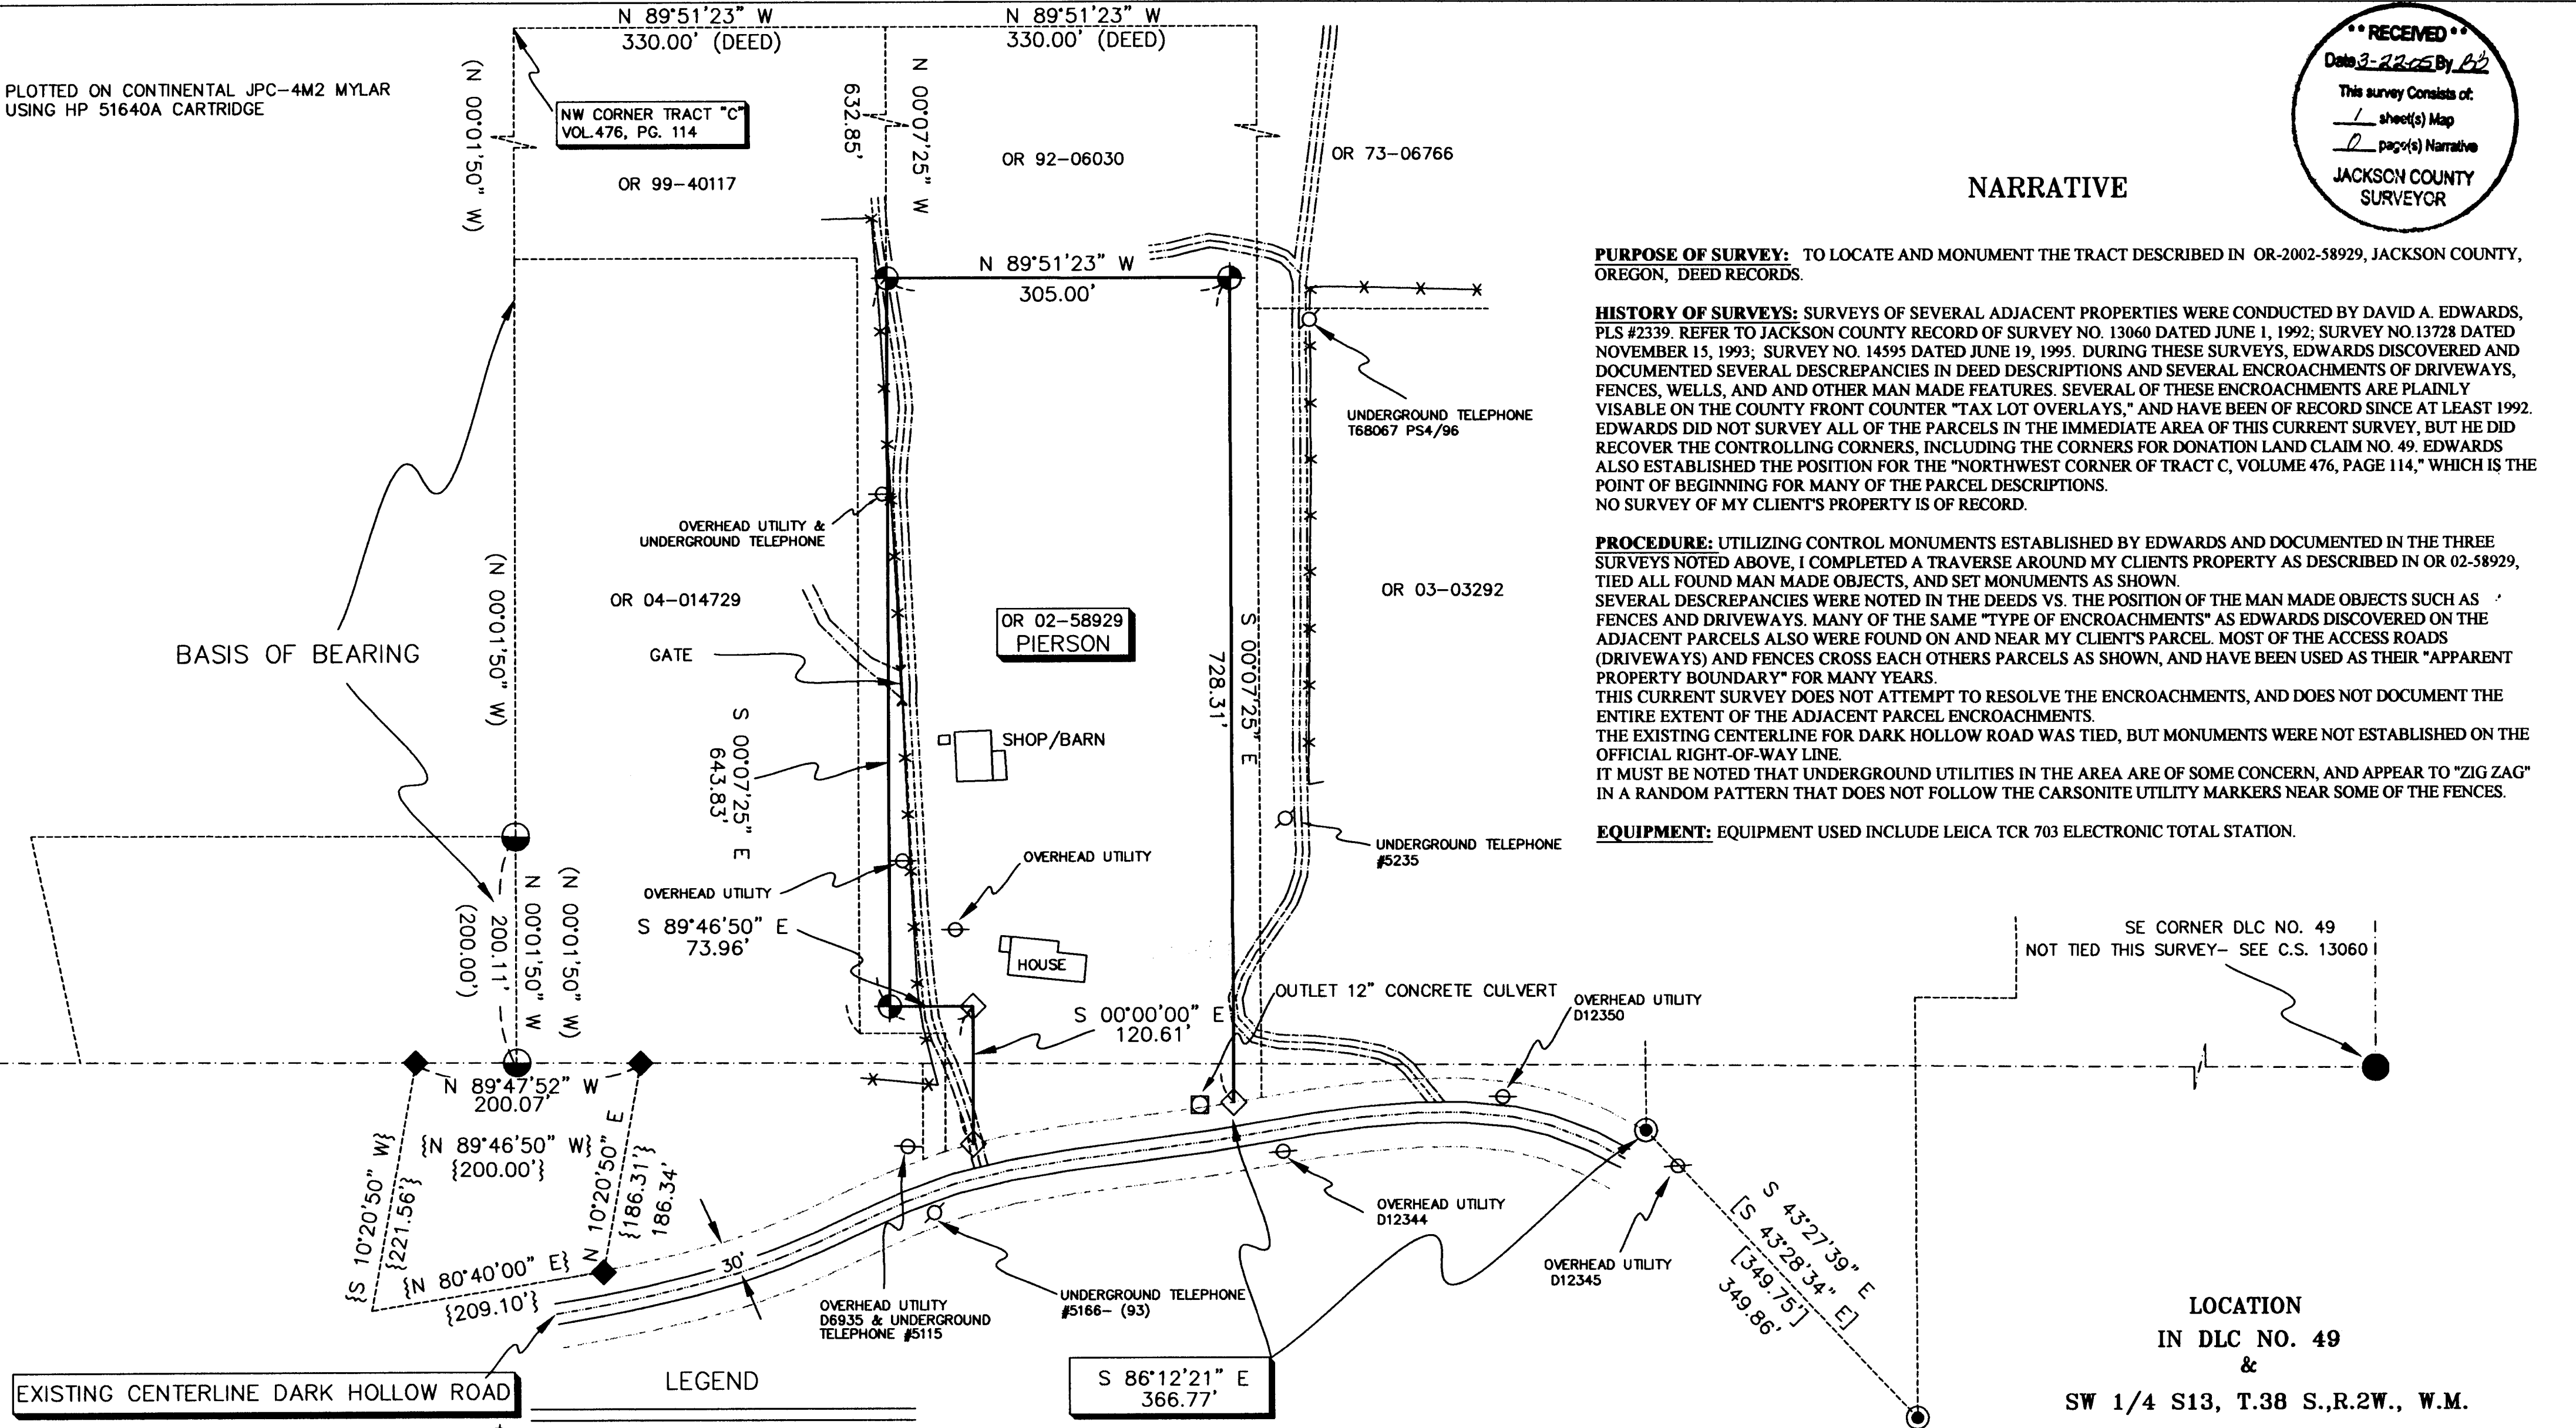 N 89°51'23" W
330.00' (DEED)
N 89°51'23" W
330.00' (DEED)
PLOTTED ON CONTINENTAL JPC-4M2 MYLAR
USING HP 51640A CARTRIDGE
(N 00°01'50" W)
NW CORNER TRACT "C"
VOL.476, PG. 114
OR 99-40117
632.85'
N 00°07'25" W
OR 92-06030
OR 73-06766
**RECEIVED**
Date 3-22-05 By BB
This survey Consists of:
1 sheet(s) Map
0 page(s) Narrative
JACKSON COUNTY
SURVEYOR
NARRATIVE
PURPOSE OF SURVEY: TO LOCATE AND MONUMENT THE TRACT DESCRIBED IN OR-2002-58929, JACKSON COUNTY,
OREGON, DEED RECORDS.
HISTORY OF SURVEYS: SURVEYS OF SEVERAL ADJACENT PROPERTIES WERE CONDUCTED BY DAVID A. EDWARDS,
PLS #2339. REFER TO JACKSON COUNTY RECORD OF SURVEY NO. 13060 DATED JUNE 1, 1992; SURVEY NO.13728 DATED
NOVEMBER 15, 1993; SURVEY NO. 14595 DATED JUNE 19, 1995. DURING THESE SURVEYS, EDWARDS DISCOVERED AND
DOCUMENTED SEVERAL DESCREPANCIES IN DEED DESCRIPTIONS AND SEVERAL ENCROACHMENTS OF DRIVEWAYS,
FENCES, WELLS, AND AND OTHER MAN MADE FEATURES. SEVERAL OF THESE ENCROACHMENTS ARE PLAINLY
VISABLE ON THE COUNTY FRONT COUNTER "TAX LOT OVERLAYS," AND HAVE BEEN OF RECORD SINCE AT LEAST 1992.
EDWARDS DID NOT SURVEY ALL OF THE PARCELS IN THE IMMEDIATE AREA OF THIS CURRENT SURVEY, BUT HE DID
RECOVER THE CONTROLLING CORNERS, INCLUDING THE CORNERS FOR DONATION LAND CLAIM NO. 49. EDWARDS
ALSO ESTABLISHED THE POSITION FOR THE "NORTHWEST CORNER OF TRACT C, VOLUME 476, PAGE 114," WHICH IS THE
POINT OF BEGINNING FOR MANY OF THE PARCEL DESCRIPTIONS.
NO SURVEY OF MY CLIENT'S PROPERTY IS OF RECORD.
PROCEDURE: UTILIZING CONTROL MONUMENTS ESTABLISHED BY EDWARDS AND DOCUMENTED IN THE THREE
SURVEYS NOTED ABOVE, I COMPLETED A TRAVERSE AROUND MY CLIENTS PROPERTY AS DESCRIBED IN OR 02-58929,
TIED ALL FOUND MAN MADE OBJECTS, AND SET MONUMENTS AS SHOWN.
SEVERAL DESCREPANCIES WERE NOTED IN THE DEEDS VS. THE POSITION OF THE MAN MADE OBJECTS SUCH AS
FENCES AND DRIVEWAYS. MANY OF THE SAME "TYPE OF ENCROACHMENTS" AS EDWARDS DISCOVERED ON THE
ADJACENT PARCELS ALSO WERE FOUND ON AND NEAR MY CLIENT'S PARCEL. MOST OF THE ACCESS ROADS
(DRIVEWAYS) AND FENCES CROSS EACH OTHERS PARCELS AS SHOWN, AND HAVE BEEN USED AS THEIR "APPARENT
PROPERTY BOUNDARY" FOR MANY YEARS.
THIS CURRENT SURVEY DOES NOT ATTEMPT TO RESOLVE THE ENCROACHMENTS, AND DOES NOT DOCUMENT THE
ENTIRE EXTENT OF THE ADJACENT PARCEL ENCROACHMENTS.
THE EXISTING CENTERLINE FOR DARK HOLLOW ROAD WAS TIED, BUT MONUMENTS WERE NOT ESTABLISHED ON THE
OFFICIAL RIGHT-OF-WAY LINE.
IT MUST BE NOTED THAT UNDERGROUND UTILITIES IN THE AREA ARE OF SOME CONCERN, AND APPEAR TO "ZIG ZAG"
IN A RANDOM PATTERN THAT DOES NOT FOLLOW THE CARSONITE UTILITY MARKERS NEAR SOME OF THE FENCES.
EQUIPMENT: EQUIPMENT USED INCLUDE LEICA TCR 703 ELECTRONIC TOTAL STATION.
N 89°51'23" W
305.00'
UNDERGROUND TELEPHONE
T68067 PS4/96
OVERHEAD UTILITY &
UNDERGROUND TELEPHONE
(N 00°01'50" W)
OR 04-014729
OR 03-03292
OR 02-58929
PIERSON
BASIS OF BEARING
GATE
S 00°07'25" E
728.31'
S 00°07'25" E
643.83'
SHOP/BARN
UNDERGROUND TELEPHONE
#5235
OVERHEAD UTILITY
OVERHEAD UTILITY
S 89°46'50" E
73.96'
HOUSE
(N 00°01'50" W)
N 00°01'50" W
200.11'
(200.00')
SE CORNER DLC NO. 49
NOT TIED THIS SURVEY- SEE C.S. 13060
OUTLET 12" CONCRETE CULVERT
S 00°00'00" E
120.61'
OVERHEAD UTILITY
D12350
N 89°47'52" W
200.07'
{N 89°46'50" W}
{200.00'}
{S 10°20'50" W}
{221.56'}
N 10°20'50" E
{186.31'}
186.34'
{N 80°40'00" E}
{209.10'}
30'
OVERHEAD UTILITY
D6935 & UNDERGROUND
TELEPHONE #5115
UNDERGROUND TELEPHONE
#5166- (93)
OVERHEAD UTILITY
D12344
OVERHEAD UTILITY
D12345
S 43°27'39" E
[S 43°28'34" E]
[349.75']
349.86'
EXISTING CENTERLINE DARK HOLLOW ROAD
LEGEND
S 86°12'21" E
366.77'
LOCATION
IN DLC NO. 49
&
SW 1/4 S13, T.38 S.,R.2W., W.M.